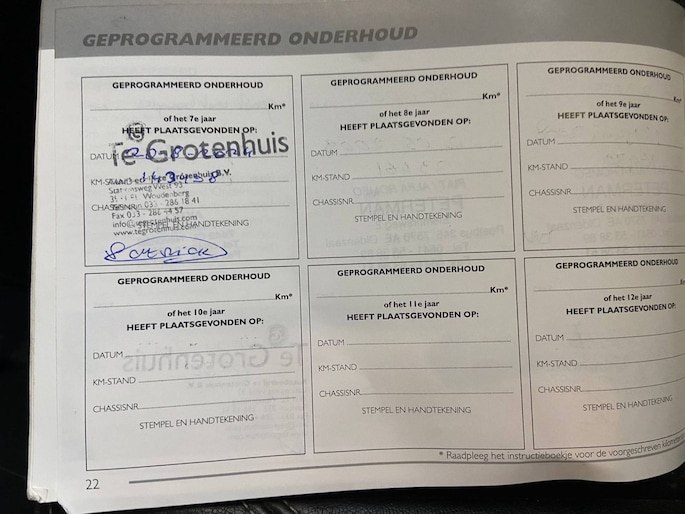 GEPROGRAMMEERD ONDERHOUD
GEPROGRAMMEERD ONDERHOUD
Km*
of het 7e jaar
HEEFT PLAATSGEVONDEN OP:
Te Grotenhuis
DATUM
KM-STAND
Woudenberg
CHASSISNR.
info@tegrotenhuis.com
www.tegrotenhuis.com
STEMPEL EN HANDTEKENING
GEPROGRAMMEERD ONDERHOUD
Km*
of het 8e jaar
HEEFT PLAATSGEVONDEN OP:
DATUM
KM-STAND
CHASSISNR.
STEMPEL EN HANDTEKENING
GEPROGRAMMEERD ONDERHOUD
Km*
of het 9e jaar
HEEFT PLAATSGEVONDEN OP:
DATUM
KM-STAND
CHASSISNR.
STEMPEL EN HANDTEKENING
GEPROGRAMMEERD ONDERHOUD
Km*
of het 10e jaar
HEEFT PLAATSGEVONDEN OP:
DATUM
KM-STAND
CHASSISNR.
STEMPEL EN HANDTEKENING
GEPROGRAMMEERD ONDERHOUD
Km*
of het 11e jaar
HEEFT PLAATSGEVONDEN OP:
DATUM
KM-STAND
CHASSISNR.
STEMPEL EN HANDTEKENING
GEPROGRAMMEERD ONDERHOUD
of het 12e jaar
HEEFT PLAATSGEVONDEN OP:
DATUM
KM-STAND
CHASSISNR.
STEMPEL EN HANDTEKENING
* Raadpleeg het instructieboekje voor de voorgeschreven
22